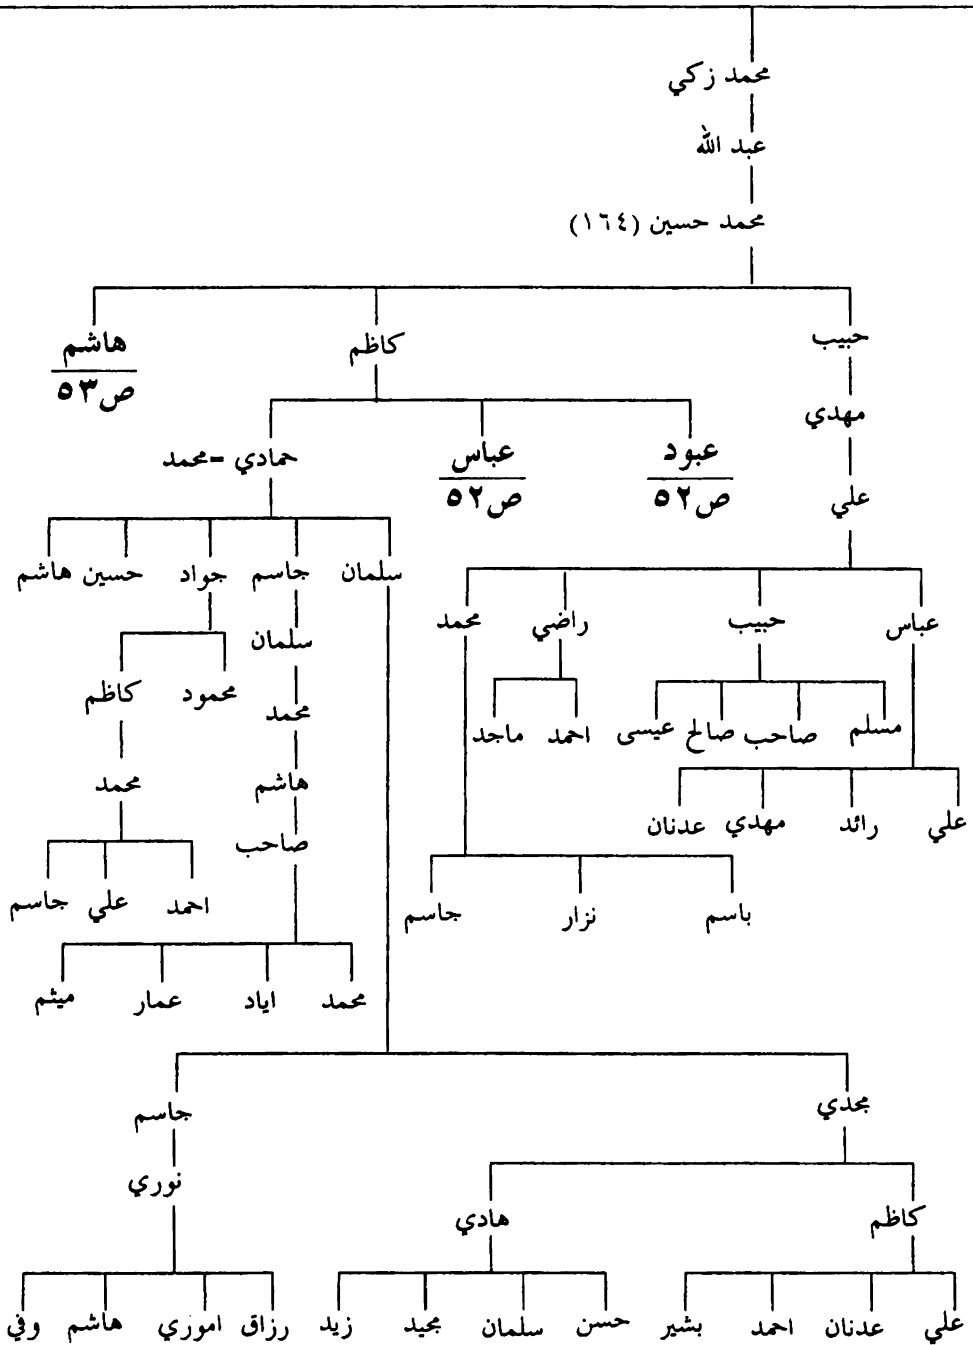 محمد زكي
عبد الله
محمد حسين (١٦٤)
حبيب كاظم هاشم
ص٥٣
مهدي
عبود عباس حمادي = محمد
ص٥٢ ص٥٢
علي
سلمان جاسم جواد حسين هاشم
عباس حبيب راضي محمد
سلمان
محمود كاظم
محمد
مسلم صاحب صالح عيسى احمد ماجد
هاشم
محمد
علي رائد مهدي عدنان
صاحب
احمد علي جاسم
باسم نزار جاسم
محمد اياد عمار ميثم
مجدي جاسم
نوري
كاظم هادي
علي عدنان احمد بشير حسن سلمان مجيد زيد رزاق اموري هاشم وفي